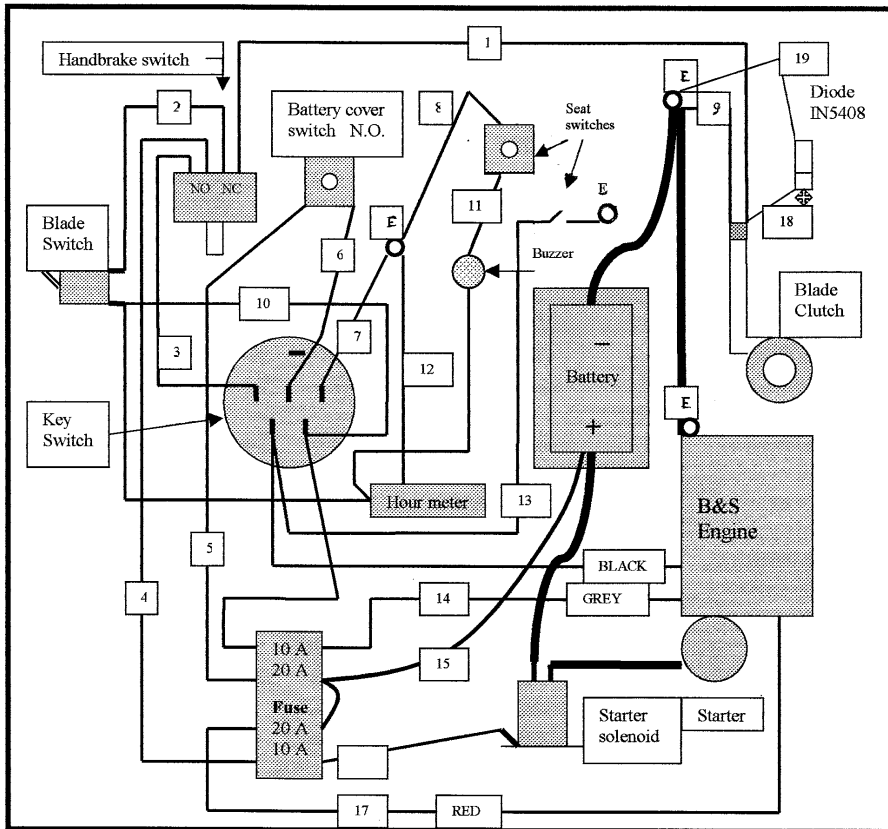 1
Handbrake switch
E
19
2
Battery cover
switch N.O.
8
Seat
switches
9
Diode
IN5408
NO NC
11
E
18
Blade
Switch
E
6
Buzzer
10
Blade
Clutch
3
7
12
Battery
E
Key
Switch
Hour meter
13
B&S
Engine
5
BLACK
4
14
GREY
10 A
20 A
15
Fuse
20 A
10 A
Starter
solenoid
Starter
17
RED